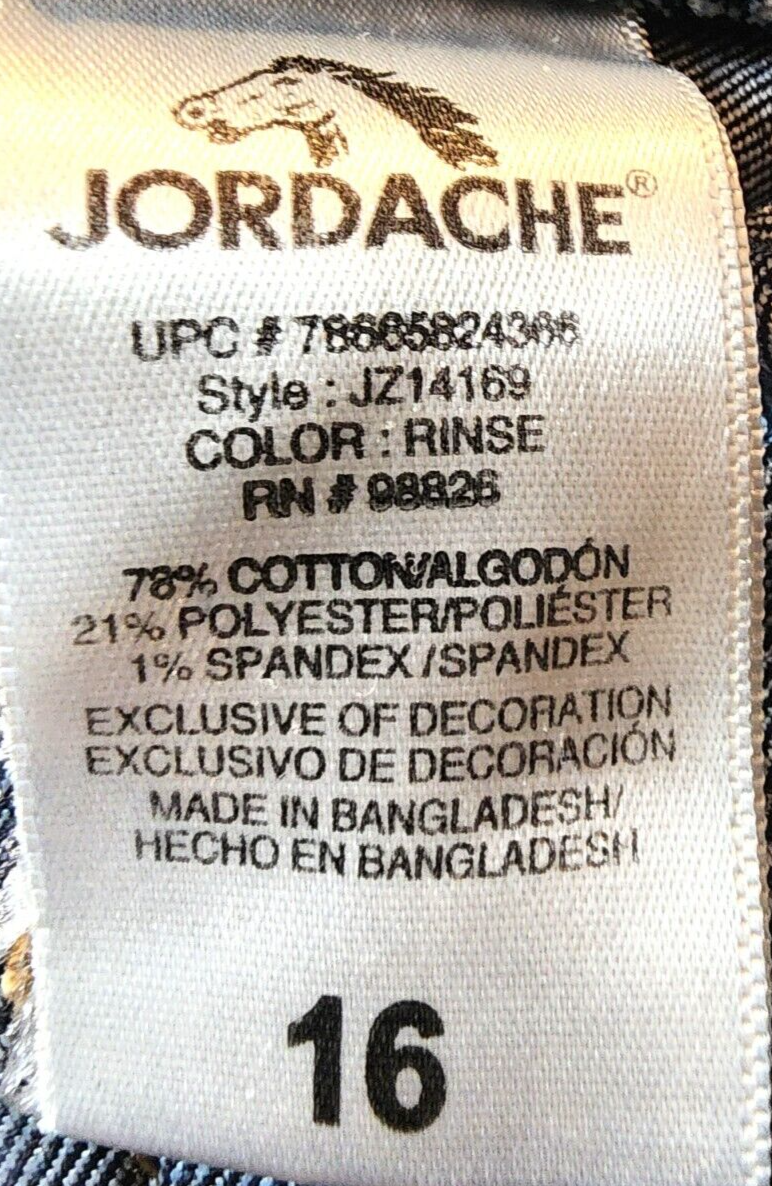 JORDACHE®
UPC #
Style : JZ14169
COLOR : RINSE
RN # 98826
78% COTTON/ALGODÓN
21% POLYESTER/POLIÉSTER
1% SPANDEX/SPANDEX
EXCLUSIVE OF DECORATION
EXCLUSIVO DE DECORACIÓN
MADE IN BANGLADESH/
HECHO EN BANGLADESH
16